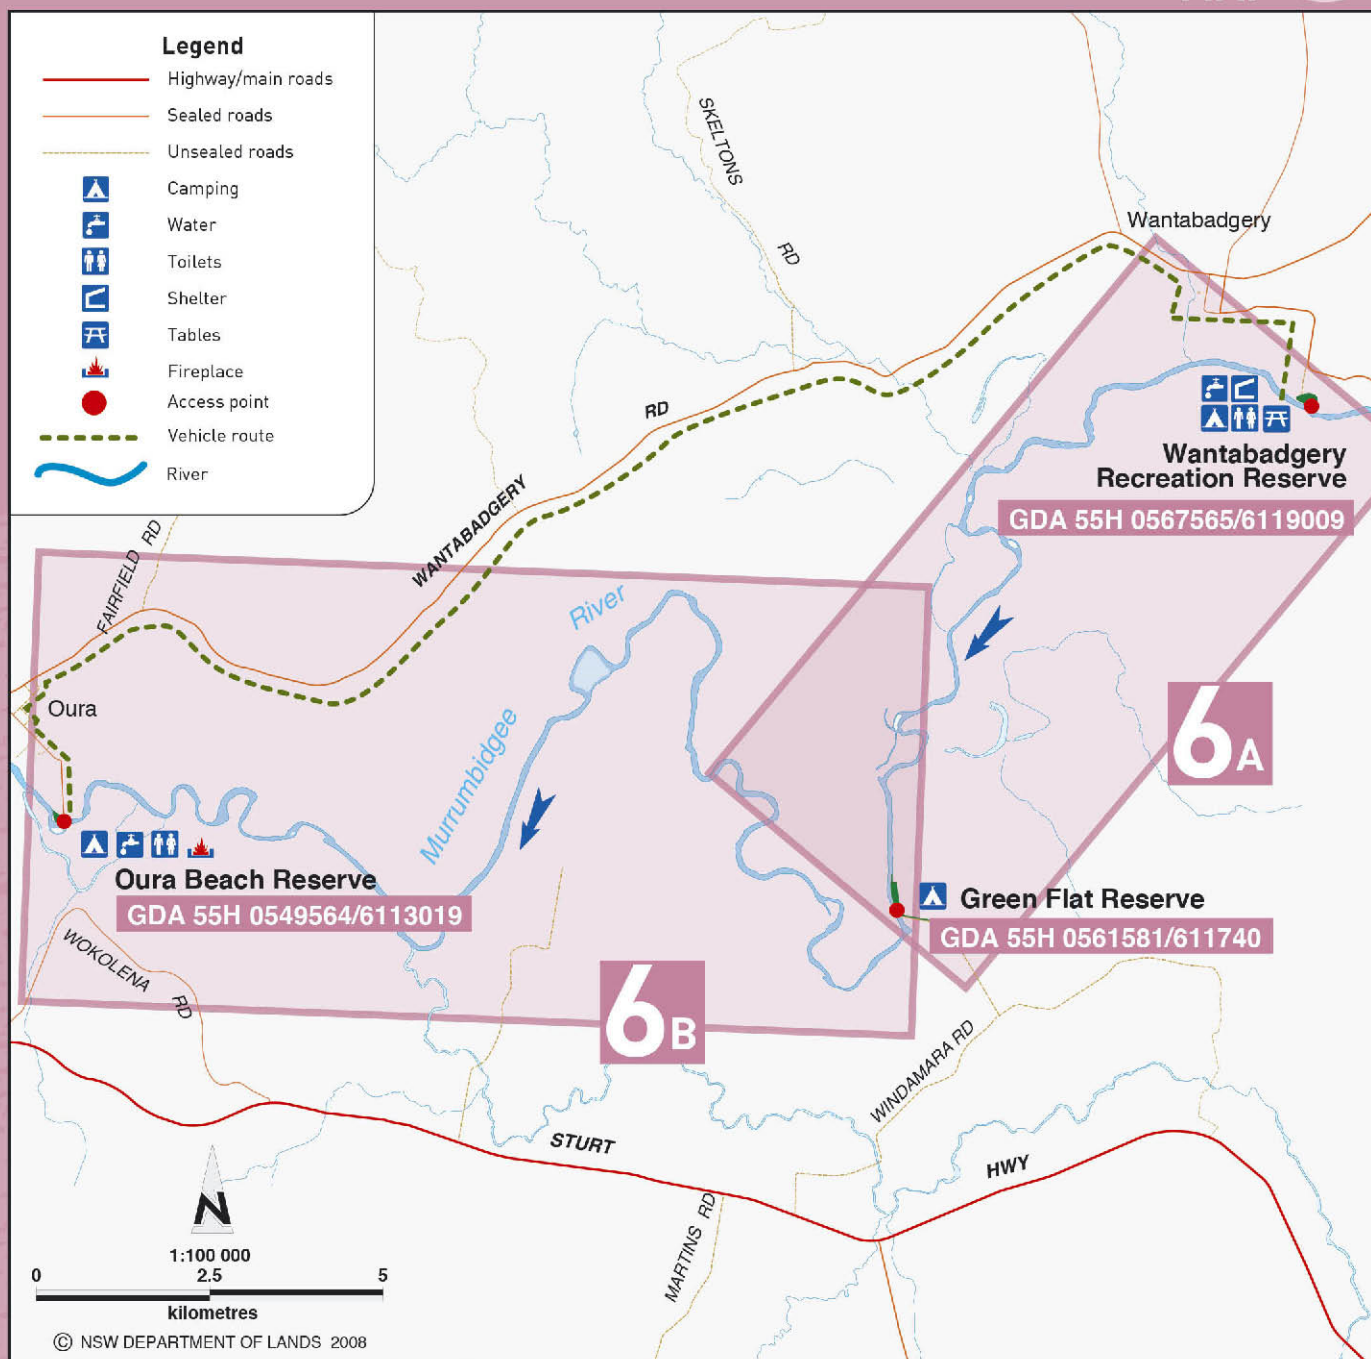 Legend
Highway/main roads
Sealed roads
Unsealed roads
Camping
Water
Toilets
Shelter
Tables
Fireplace
Access point
Vehicle route
River
SKELTONS
RD
Wantabadgery
RD
WANTABADGERY
Wantabadgery
Recreation Reserve
GDA 55H 0567565/6119009
FAIRFIELD RD
River
Murrumbidgee
Oura
6A
Oura Beach Reserve
GDA 55H 0549564/6113019
Green Flat Reserve
GDA 55H 0561581/611740
WOKOLENA
RD
6B
WINDAMARA RD
STURT
HWY
MARTINS RD
N
1:100 000
0 2.5 5
kilometres
© NSW DEPARTMENT OF LANDS 2008